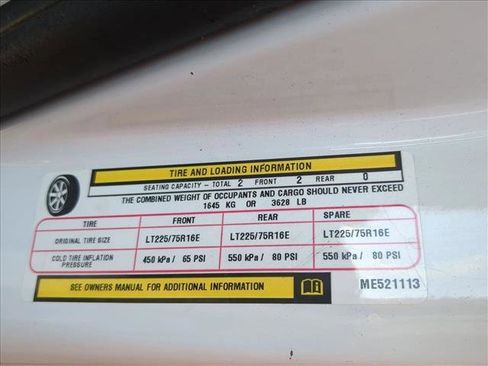 TIRE AND LOADING INFORMATION
SEATING CAPACITY - TOTAL 2 FRONT 2 REAR 0
THE COMBINED WEIGHT OF OCCUPANTS AND CARGO SHOULD NEVER EXCEED
1645 KG OR 3628 LB
TIRE FRONT REAR SPARE
ORIGINAL TIRE SIZE LT225/75R16E LT225/75R16E LT225/75R16E
COLD TIRE INFLATION PRESSURE 450 kPa / 65 PSI 550 kPa / 80 PSI 550 kPa / 80 PSI
SEE OWNERS MANUAL FOR ADDITIONAL INFORMATION
ME521113